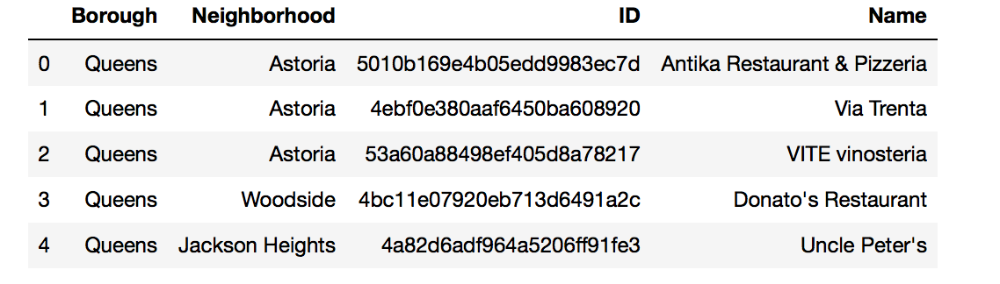 Borough Neighborhood ID Name
0 Queens Astoria 5010b169e4b05edd9983ec7d Antika Restaurant & Pizzeria
1 Queens Astoria 4ebf0e380aaf6450ba608920 Via Trenta
2 Queens Astoria 53a60a88498ef405d8a78217 VITE vinosteria
3 Queens Woodside 4bc11e07920eb713d6491a2c Donato's Restaurant
4 Queens Jackson Heights 4a82d6adf964a5206ff91fe3 Uncle Peter's